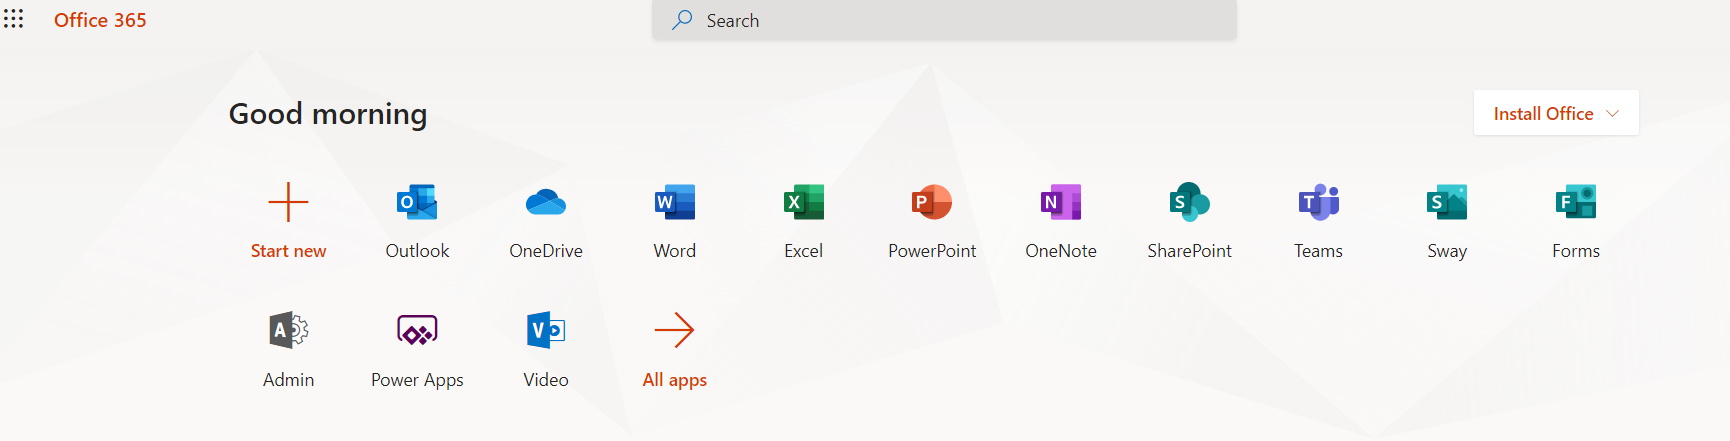 Office 365
Search
Good morning
Install Office
Start new
Outlook
OneDrive
Word
Excel
PowerPoint
OneNote
SharePoint
Teams
Sway
Forms
Admin
Power Apps
Video
All apps